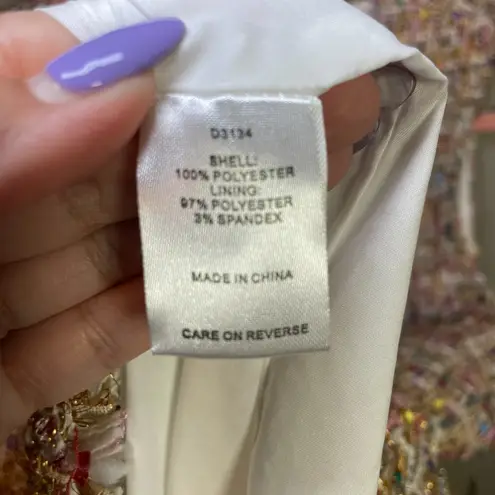 D3134
SHELL:
100% POLYESTER
LINING:
97% POLYESTER
3% SPANDEX
MADE IN CHINA
CARE ON REVERSE